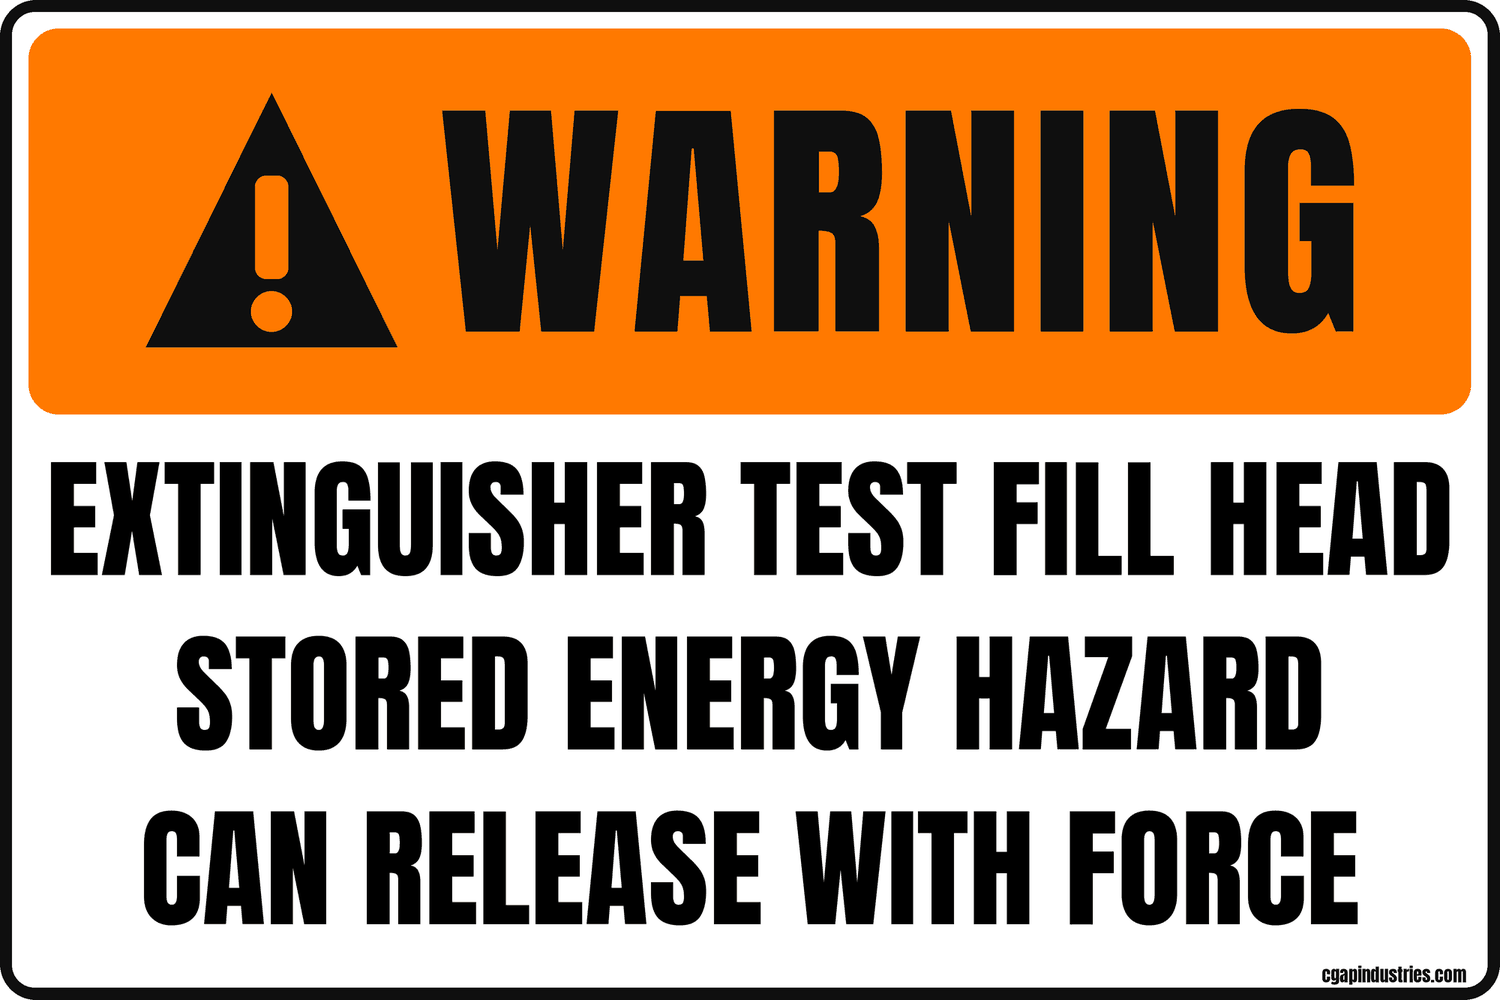 WARNING
EXTINGUISHER TEST FILL HEAD
STORED ENERGY HAZARD
CAN RELEASE WITH FORCE
cgapindustries.com